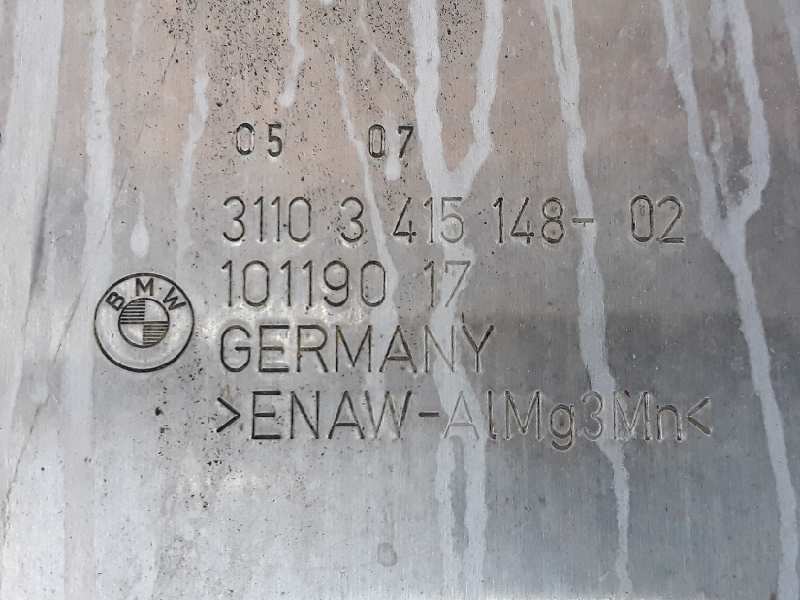 05 07
3110 3 415 148- 02
101190 17
BMW
GERMANY
>ENAW-AlMg3Mn<